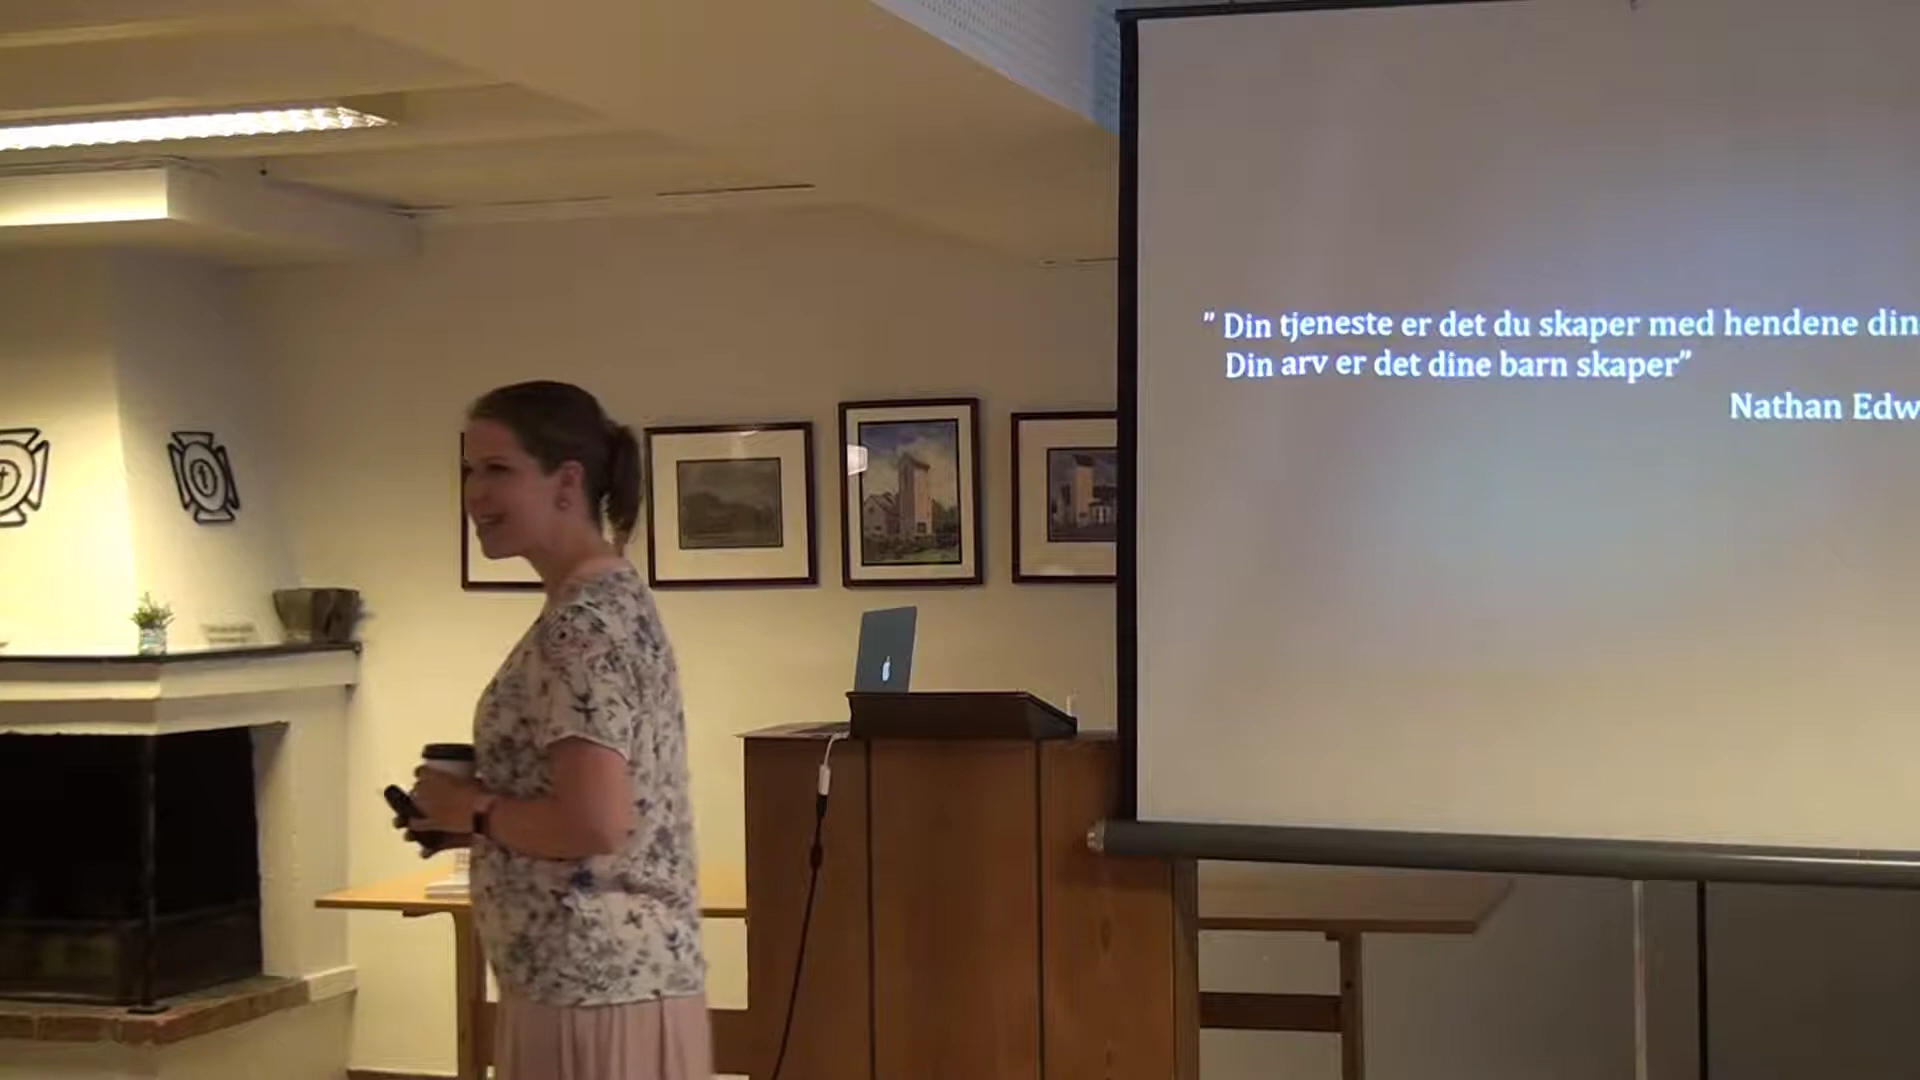 ” Din tjeneste er det du skaper med hendene din
Din arv er det dine barn skaper”
Nathan Edw